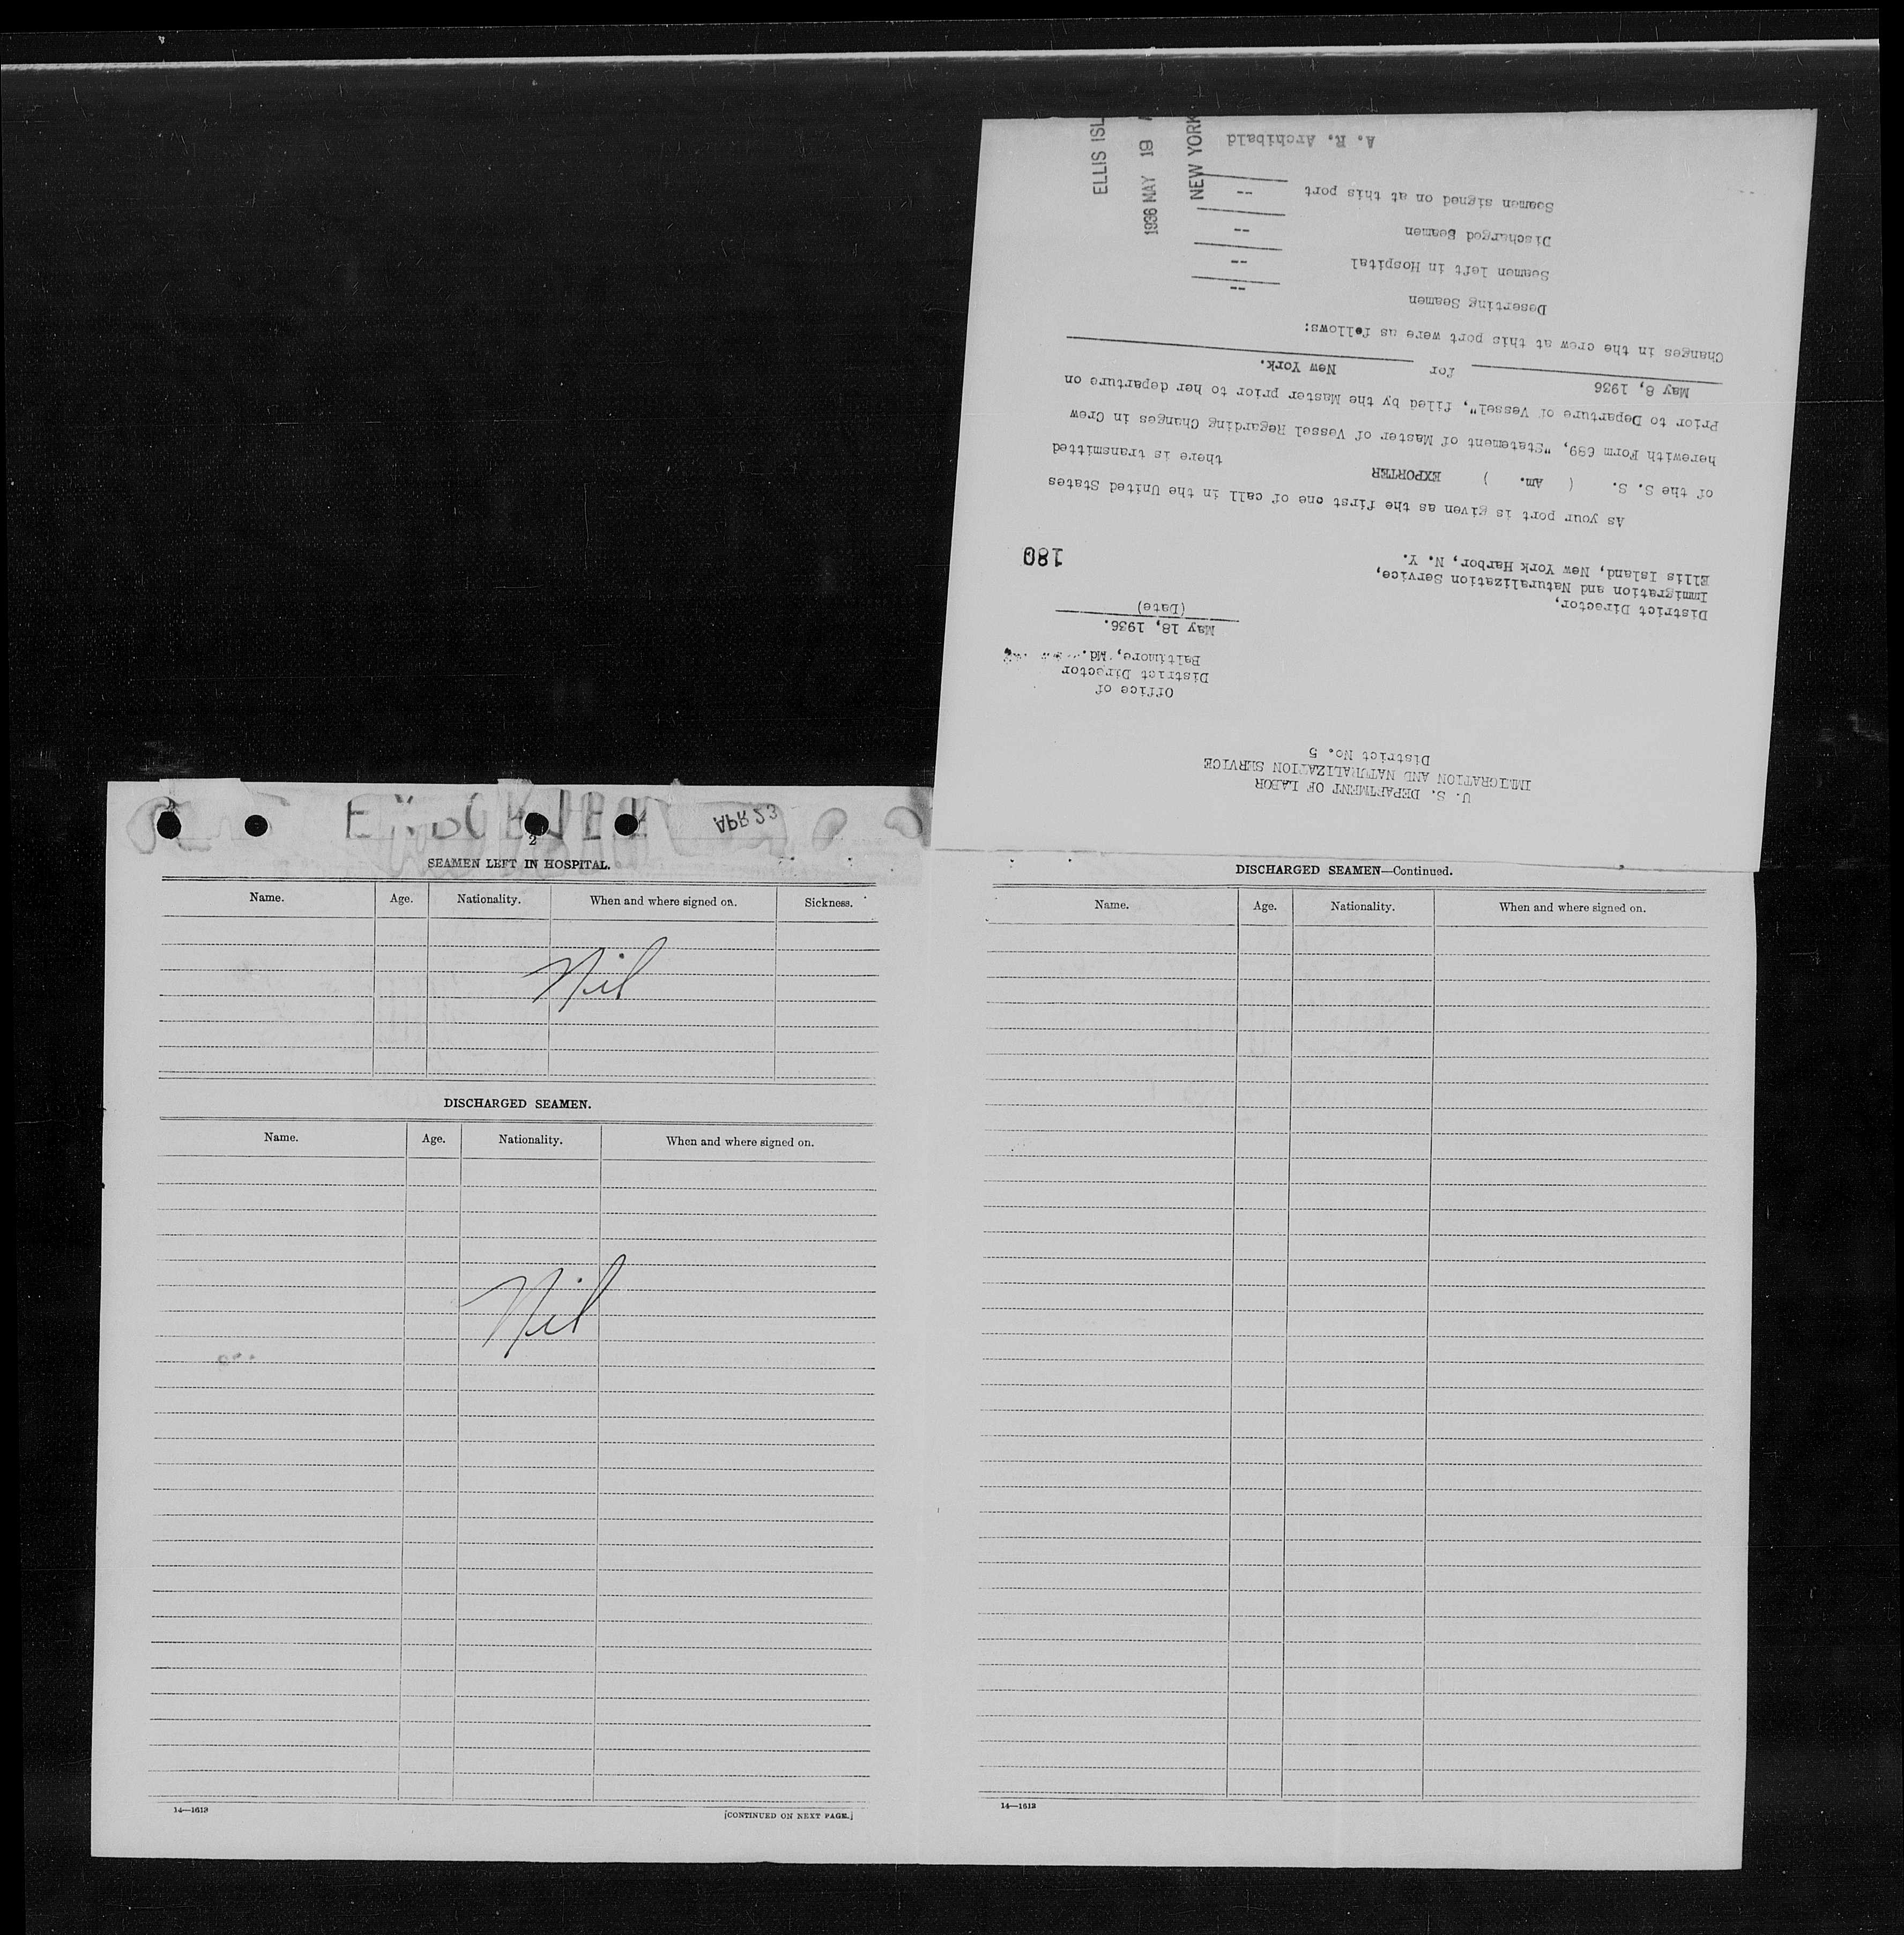 U. S. DEPARTMENT OF LABOR
IMMIGRATION AND NATURALIZATION SERVICE
District No. 5
Office of
District Director
Baltimore, Md.
May 18, 1936.
(Date)
District Director,
Immigration and Naturalization Service,
Ellis Island, New York Harbor, N. Y.
180
As your port is given as the first one of call in the United States
of the S. S. ( Am. ) EXPORTER there is transmitted
herewith Form 689, "Statement of Master of Vessel Regarding Changes in Crew
Prior to Departure of Vessel", filed by the Master prior to her departure on
May 8, 1936 for New York.
Changes in the crew at this port were as follows:
Deserting Seamen --
Seamen left in Hospital --
Discharged Seamen --
Seamen signed on at this port --
A. R. Archibald
ELLIS ISL
1936 MAY 19
NEW YORK
APR 23
2
SEAMEN LEFT IN HOSPITAL.
Name. Age. Nationality. When and where signed on. Sickness.
Nil
DISCHARGED SEAMEN.
Name. Age. Nationality. When and where signed on.
Nil
14—1613
[CONTINUED ON NEXT PAGE.]
DISCHARGED SEAMEN—Continued.
Name. Age. Nationality. When and where signed on.
14—1613